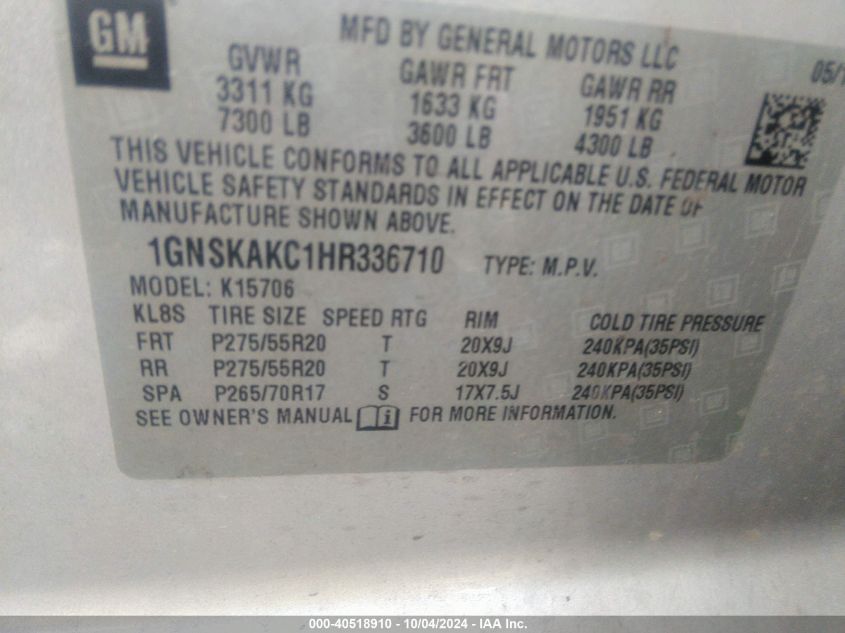 GM
MFD BY GENERAL MOTORS LLC
05/1
GVWR GAWR FRT GAWR RR
3311 KG 1633 KG 1951 KG
7300 LB 3600 LB 4300 LB
THIS VEHICLE CONFORMS TO ALL APPLICABLE U.S. FEDERAL MOTOR
VEHICLE SAFETY STANDARDS IN EFFECT ON THE DATE OF
MANUFACTURE SHOWN ABOVE.
1GNSKAKC1HR336710 TYPE: M.P.V.
MODEL: K15706
KL8S TIRE SIZE SPEED RTG RIM COLD TIRE PRESSURE
FRT P275/55R20 T 20X9J 240KPA(35PSI)
RR P275/55R20 T 20X9J 240KPA(35PSI)
SPA P265/70R17 S 17X7.5J 240KPA(35PSI)
SEE OWNER'S MANUAL i FOR MORE INFORMATION.
000-40518910 - 10/04/2024 - IAA Inc.